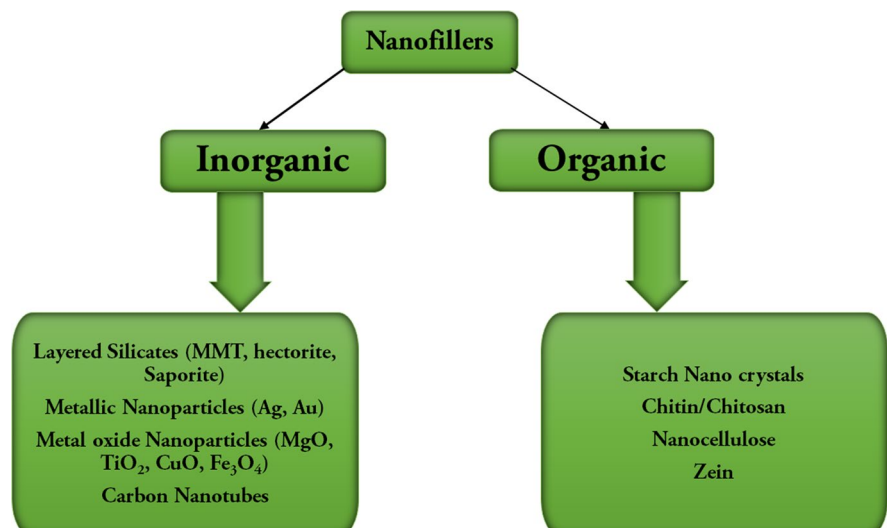 Nanofillers
Inorganic
Organic
Layered Silicates (MMT, hectorite,
Saporite)
Metallic Nanoparticles (Ag, Au)
Metal oxide Nanoparticles (MgO,
TiO₂, CuO, Fe₃O₄)
Carbon Nanotubes
Starch Nano crystals
Chitin/Chitosan
Nanocellulose
Zein